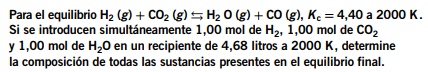 Para el equilibrio H₂ (g) + CO₂ (g) ⇆ H₂ O (g) + CO (g), Kc = 4,40 a 2000 K.
Si se introducen simultáneamente 1,00 mol de H₂, 1,00 mol de CO₂
y 1,00 mol de H₂O en un recipiente de 4,68 litros a 2000 K, determine
la composición de todas las sustancias presentes en el equilibrio final.